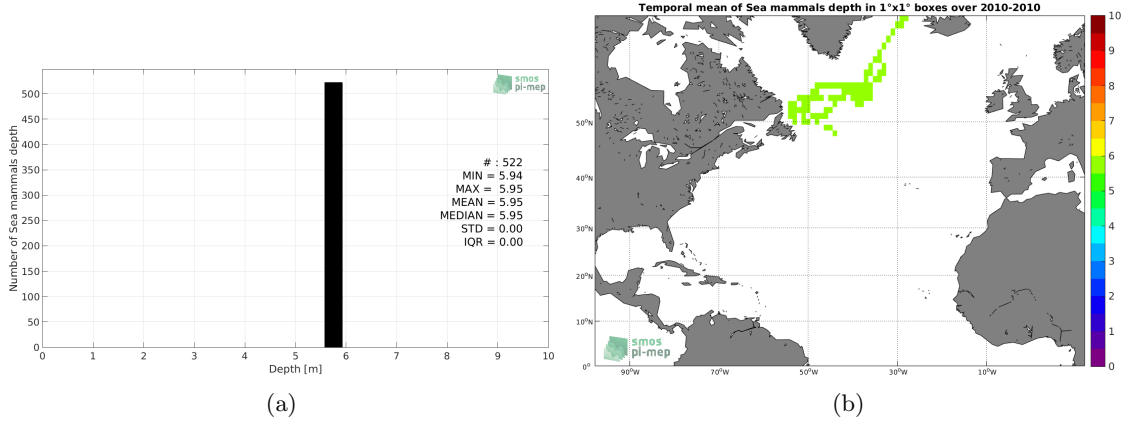 smos
pi-mep
500
450
400
350
300
250
200
150
100
50
0
Number of Sea mammals depth
# : 522
MIN = 5.94
MAX = 5.95
MEAN = 5.95
MEDIAN = 5.95
STD = 0.00
IQR = 0.00
0 1 2 3 4 5 6 7 8 9 10
Depth [m]
(a)
Temporal mean of Sea mammals depth in 1°x1° boxes over 2010-2010
50°N
40°N
30°N
20°N
10°N
0°
90°W 70°W 50°W 30°W 10°W
smos
pi-mep
10
9
8
7
6
5
4
3
2
1
0
(b)